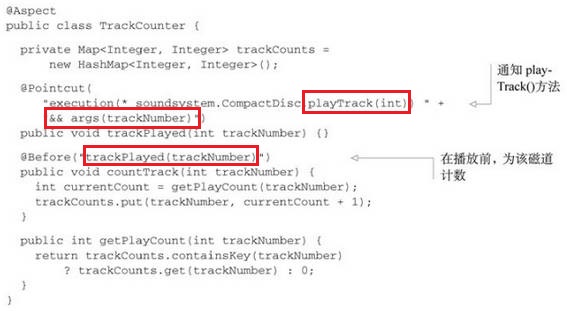 @Aspect
public class TrackCounter {
private Map<Integer, Integer> trackCounts =
new HashMap<Integer, Integer>();
@Pointcut(
"execution(* soundsystem.CompactDisc.playTrack(int)) " +
"&& args(trackNumber)")
public void trackPlayed(int trackNumber) {}
通知 play-
Track()方法
@Before("trackPlayed(trackNumber)")
public void countTrack(int trackNumber) {
int currentCount = getPlayCount(trackNumber);
trackCounts.put(trackNumber, currentCount + 1);
}
在播放前，为该磁道
计数
public int getPlayCount(int trackNumber) {
return trackCounts.containsKey(trackNumber)
? trackCounts.get(trackNumber) : 0;
}
}